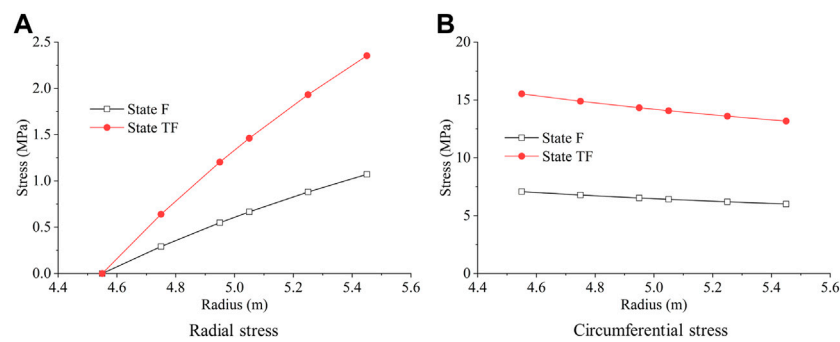 A
2.5
2.0
1.5
1.0
0.5
0.0
Stress (MPa)
State F
State TF
4.4 4.6 4.8 5.0 5.2 5.4 5.6
Radius (m)
Radial stress
B
20
15
10
5
0
Stress (MPa)
State F
State TF
4.4 4.6 4.8 5.0 5.2 5.4 5.6
Radius (m)
Circumferential stress